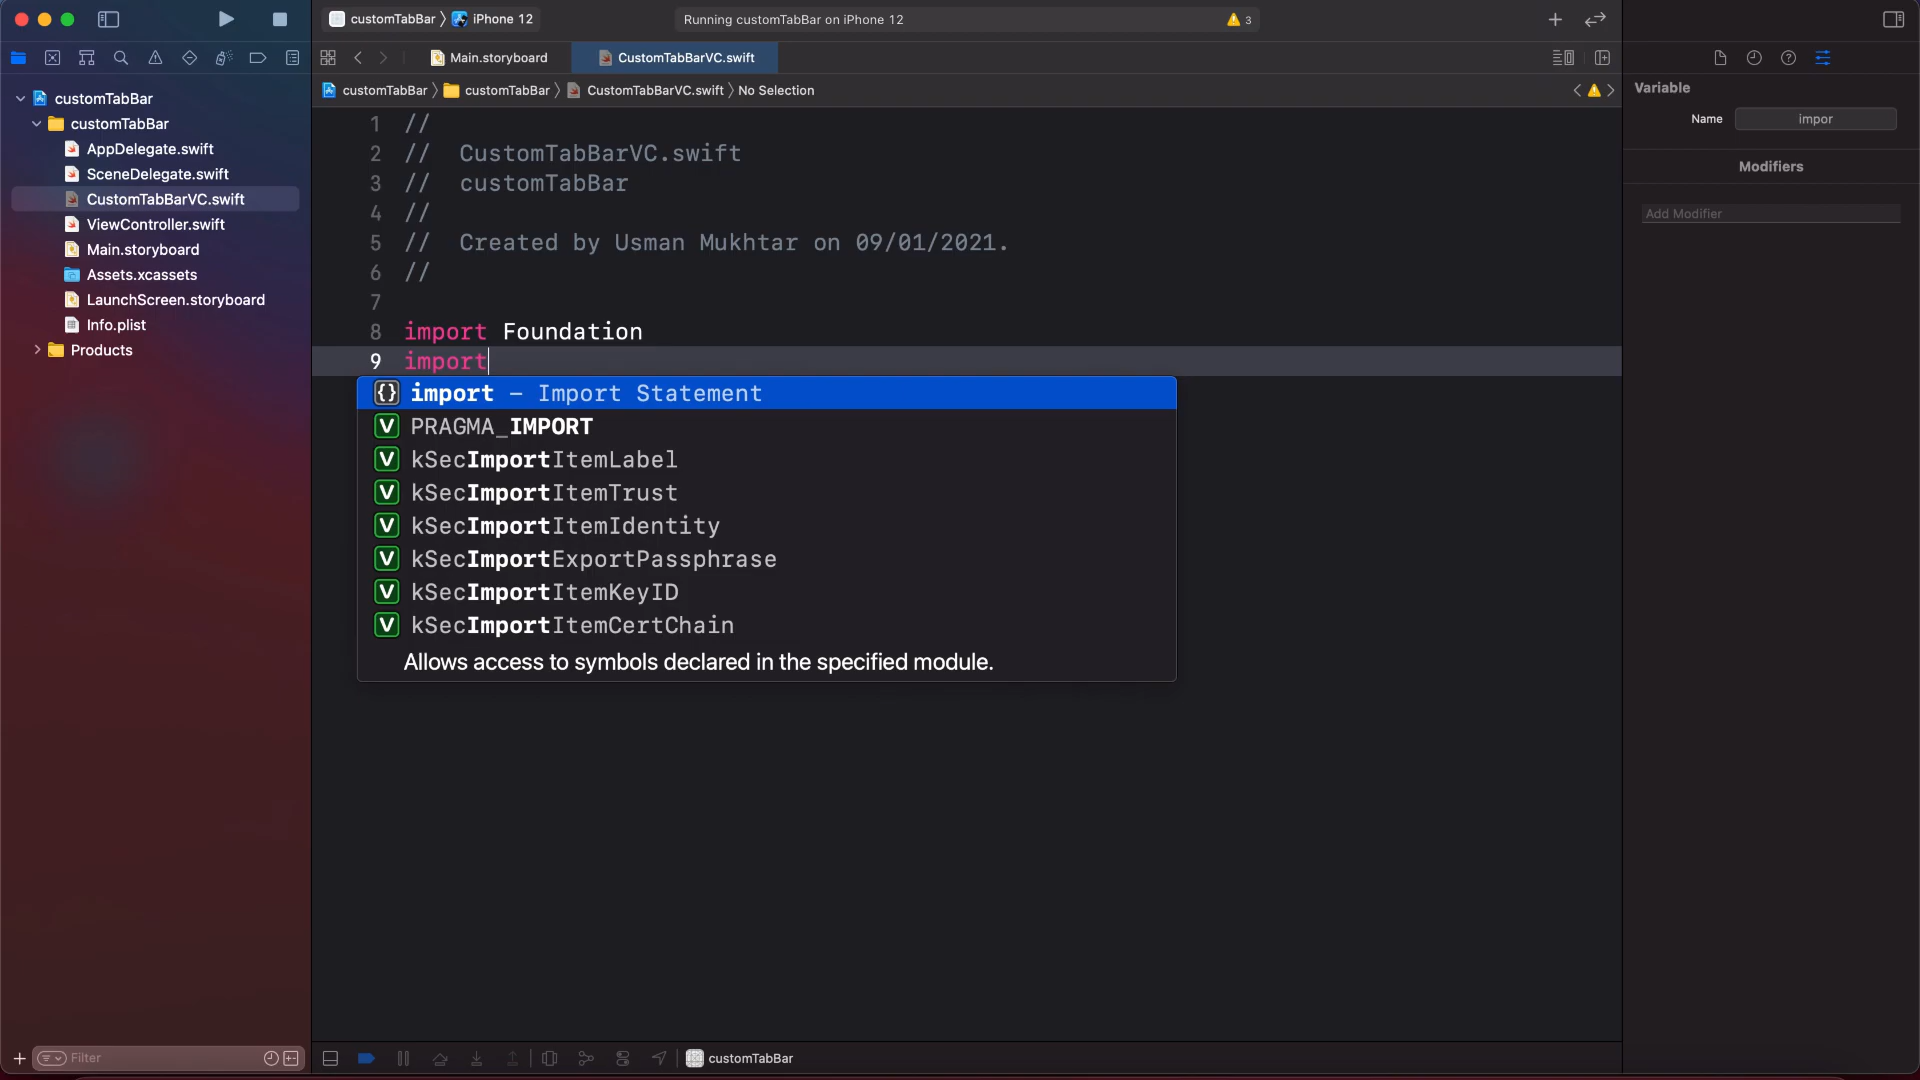 customTabBar 〉 iPhone 12
Running customTabBar on iPhone 12
3
Main.storyboard
CustomTabBarVC.swift
customTabBar 〉 customTabBar 〉 CustomTabBarVC.swift 〉 No Selection
customTabBar
customTabBar
AppDelegate.swift
SceneDelegate.swift
CustomTabBarVC.swift
ViewController.swift
Main.storyboard
Assets.xcassets
LaunchScreen.storyboard
Info.plist
Products
Filter
1 //
2 // CustomTabBarVC.swift
3 // customTabBar
4 //
5 // Created by Usman Mukhtar on 09/01/2021.
6 //
7
8 import Foundation
9 import
import – Import Statement
PRAGMA_IMPORT
kSecImportItemLabel
kSecImportItemTrust
kSecImportItemIdentity
kSecImportExportPassphrase
kSecImportItemKeyID
kSecImportItemCertChain
Allows access to symbols declared in the specified module.
customTabBar
Variable
Name impor
Modifiers
Add Modifier